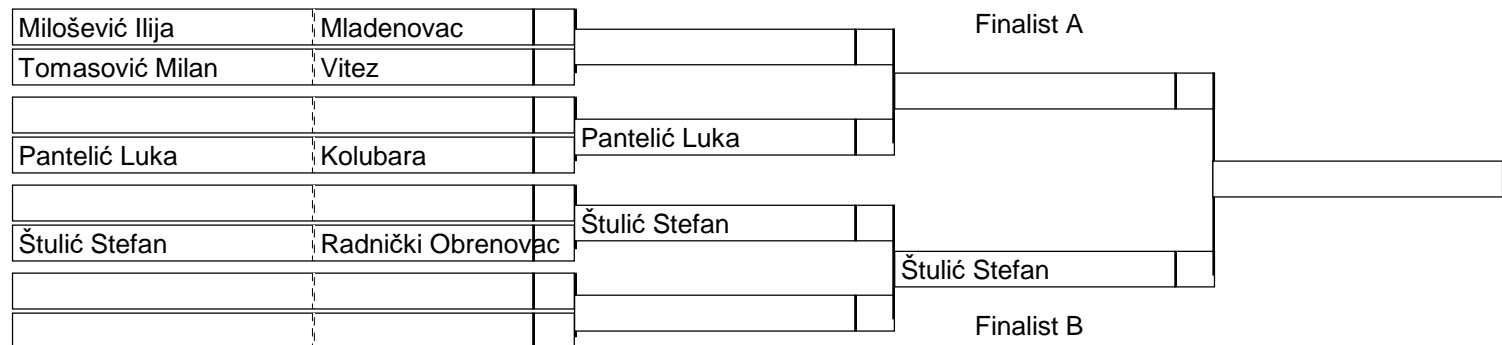 Milošević Ilija Mladenovac
Finalist A
Tomasović Milan Vitez
Pantelić Luka
Pantelić Luka Kolubara
Štulić Stefan
Štulić Stefan Radnički Obrenovac
Štulić Stefan
Finalist B